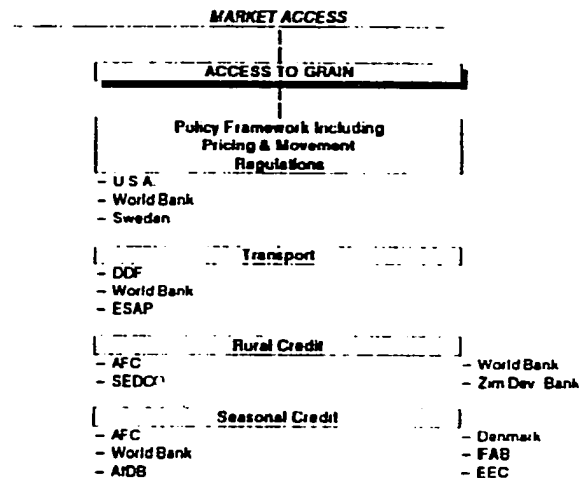 MARKET ACCESS
ACCESS TO GRAIN
Policy Framework Including
Pricing & Movement
Regulations
- U S A.
- World Bank
- Sweden
Transport
- DDF
- World Bank
- ESAP
Rural Credit
- AFC
- SEDCO
- World Bank
- Zim Dev Bank
Seasonal Credit
- AFC
- World Bank
- AfDB
- Denmark
- IFAB
- EEC